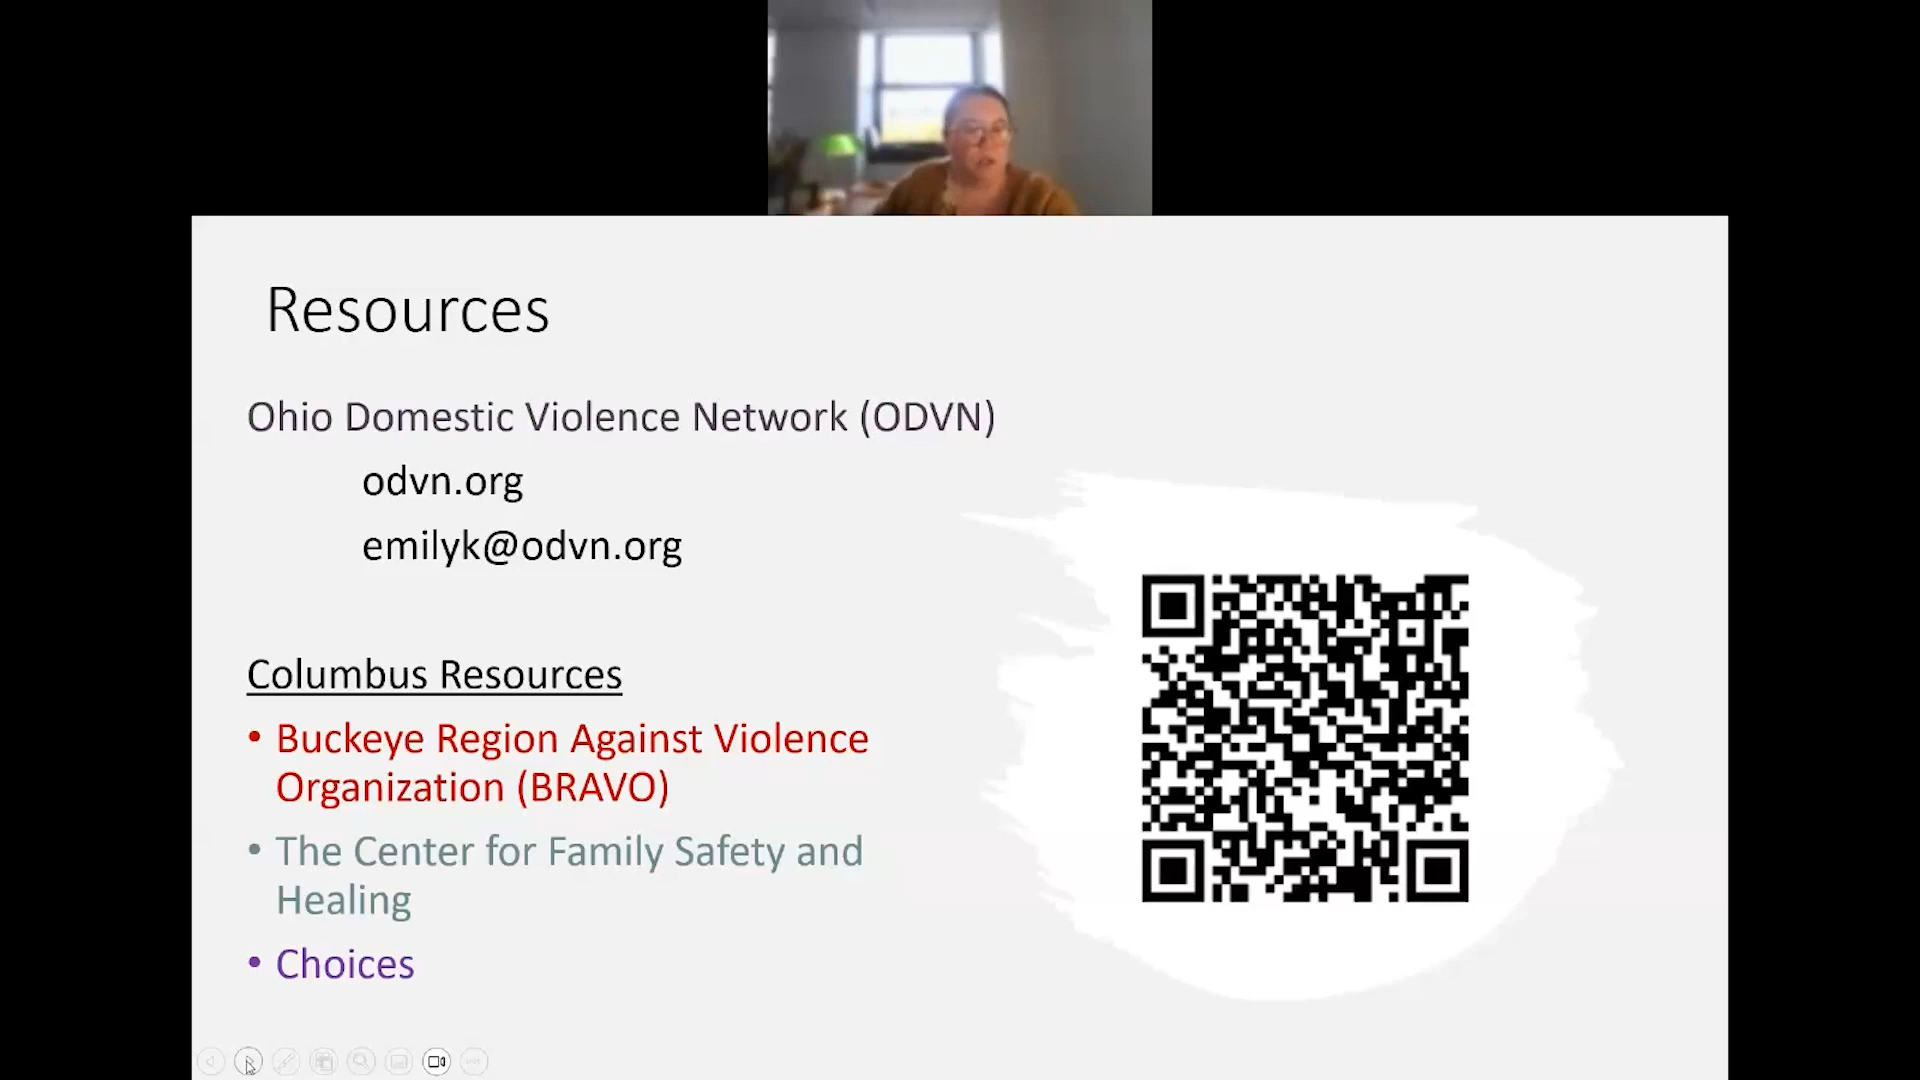 Resources
Ohio Domestic Violence Network (ODVN)
odvn.org
emilyk@odvn.org
Columbus Resources
• Buckeye Region Against Violence
Organization (BRAVO)
• The Center for Family Safety and
Healing
• Choices